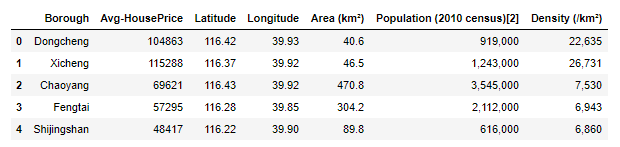 Borough Avg-HousePrice Latitude Longitude Area (km²) Population (2010 census)[2] Density (/km²)
0 Dongcheng 104863 116.42 39.93 40.6 919,000 22,635
1 Xicheng 115288 116.37 39.92 46.5 1,243,000 26,731
2 Chaoyang 69621 116.43 39.92 470.8 3,545,000 7,530
3 Fengtai 57295 116.28 39.85 304.2 2,112,000 6,943
4 Shijingshan 48417 116.22 39.90 89.8 616,000 6,860